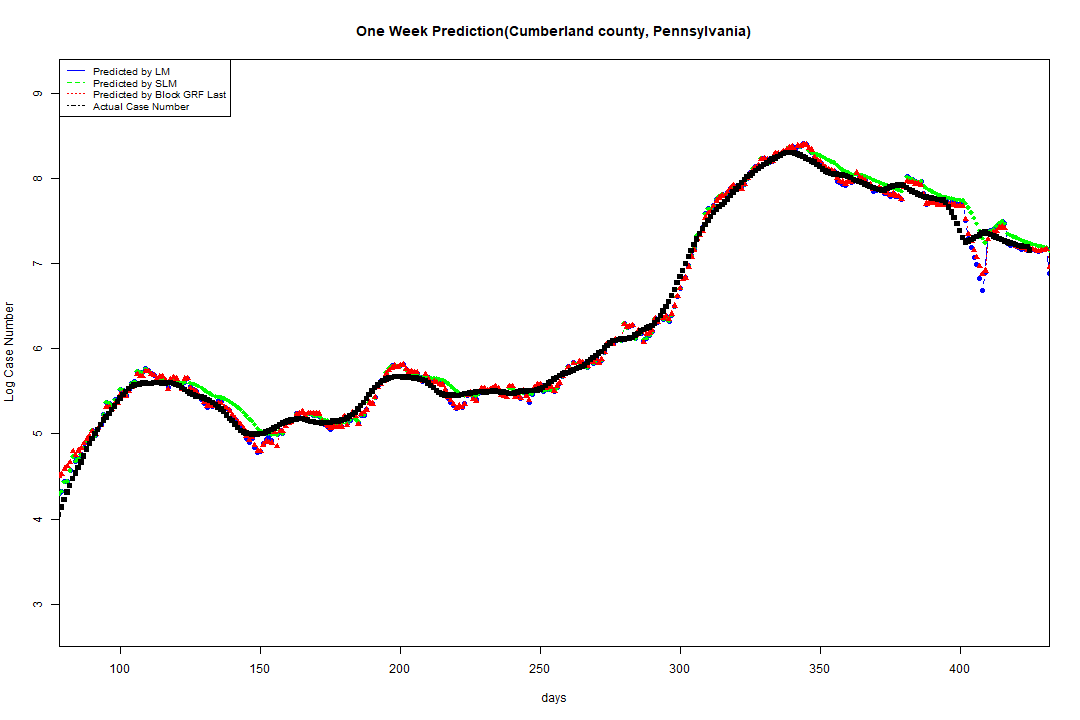 One Week Prediction(Cumberland county, Pennsylvania)
Predicted by LM
Predicted by SLM
Predicted by Block GRF Last
Actual Case Number
9
8
7
6
5
4
3
Log Case Number
100 150 200 250 300 350 400
days